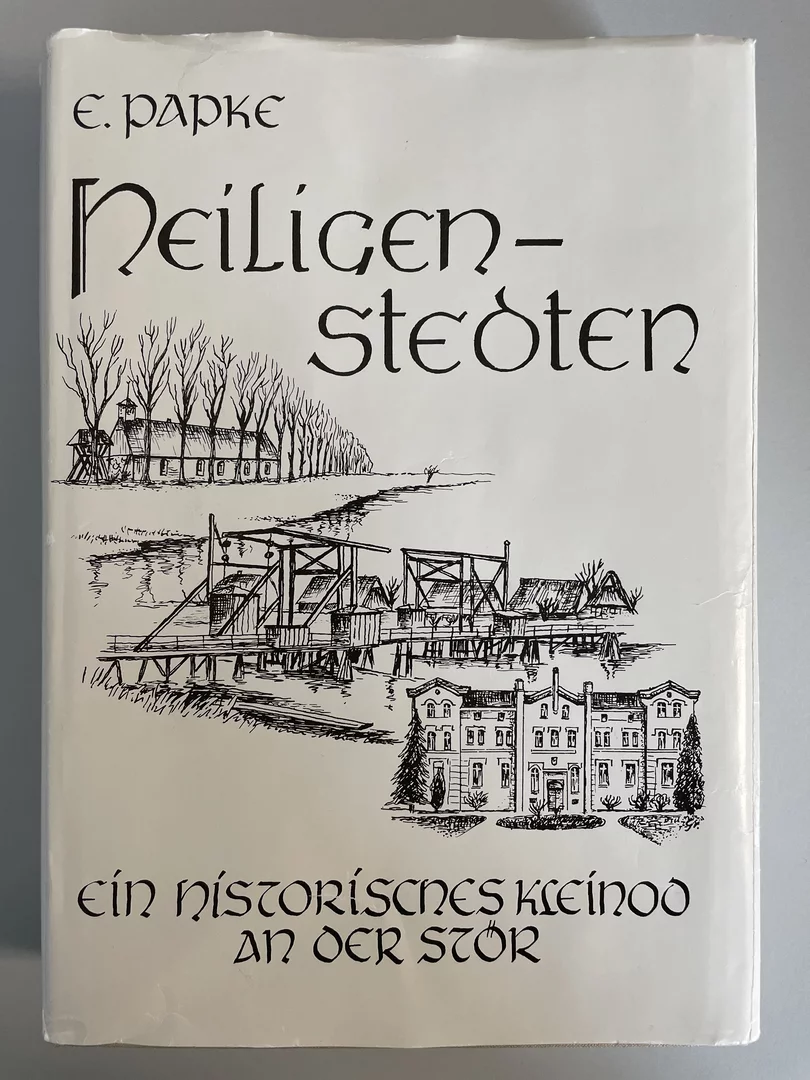 E. PAPKE
Heiligen-
stedten
Ein historisches Kleinod
an der Stör